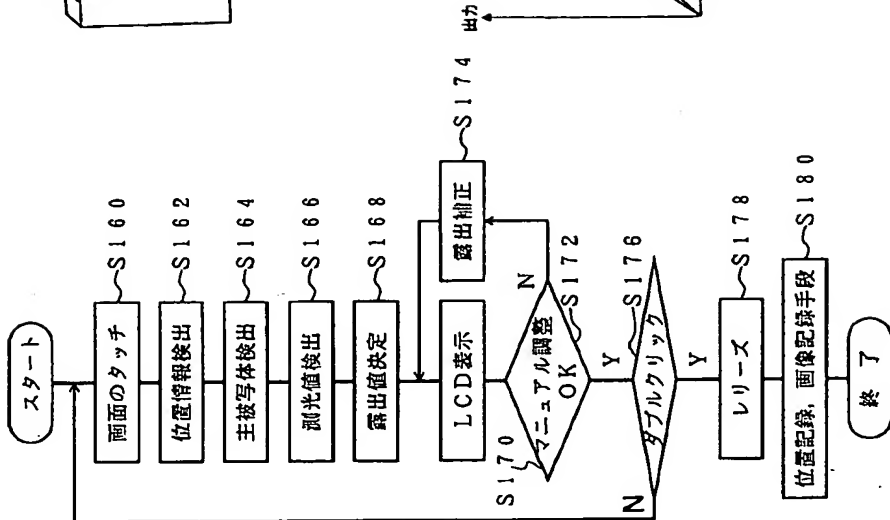 スタート
画面のタッチ
S160
位置情報検出
S162
主被写体検出
S164
測光値検出
S166
露出値決定
S168
LCD表示
S170
マニュアル調整
OK
S172
N
露出補正
S174
Y
ダブルクリック
S176
N
Y
レリーズ
S178
位置記録,画像記録手段
S180
終了
出力